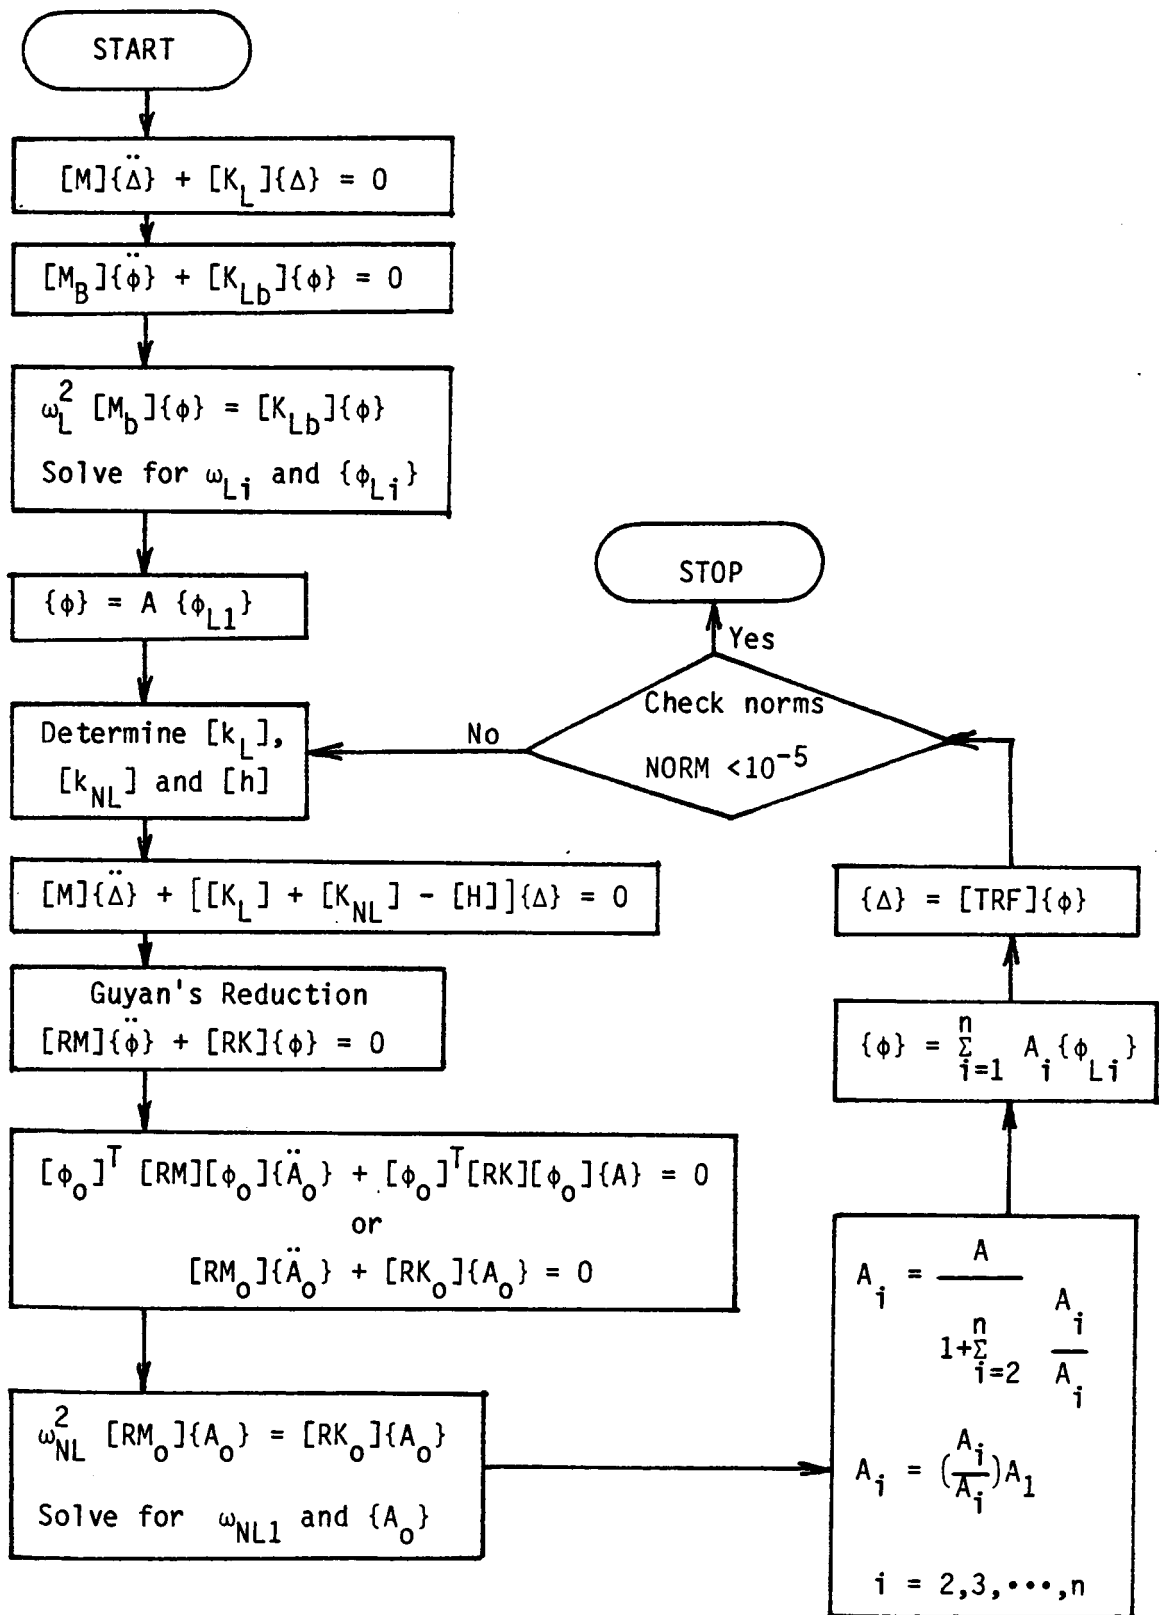 START
[M]{Δ̈} + [K_L]{Δ} = 0
[M_B]{ϕ̈} + [K_Lb]{ϕ} = 0
ω_L^2 [M_b]{ϕ} = [K_Lb]{ϕ}
Solve for ω_Li and {ϕ_Li}
{ϕ} = A {ϕ_L1}
Determine [k_L],
[k_NL] and [h]
[M]{Δ̈} + [[K_L] + [K_NL] - [H]]{Δ} = 0
Guyan's Reduction
[RM]{ϕ̈} + [RK]{ϕ} = 0
[ϕ_o]^T [RM][ϕ_o]{Ä_o} + [ϕ_o]^T[RK][ϕ_o]{A} = 0
or
[RM_o]{Ä_o} + [RK_o]{A_o} = 0
ω_NL^2 [RM_o]{A_o} = [RK_o]{A_o}
Solve for ω_NL1 and {A_o}
A_i = A / (1+Σ_{i=2}^n A_i/A_i)
A_i = (A_i/A_i)A_1
i = 2,3,•••,n
{ϕ} = Σ_{i=1}^n A_i{ϕ_Li}
{Δ} = [TRF]{ϕ}
Check norms
NORM <10^-5
No
Yes
STOP